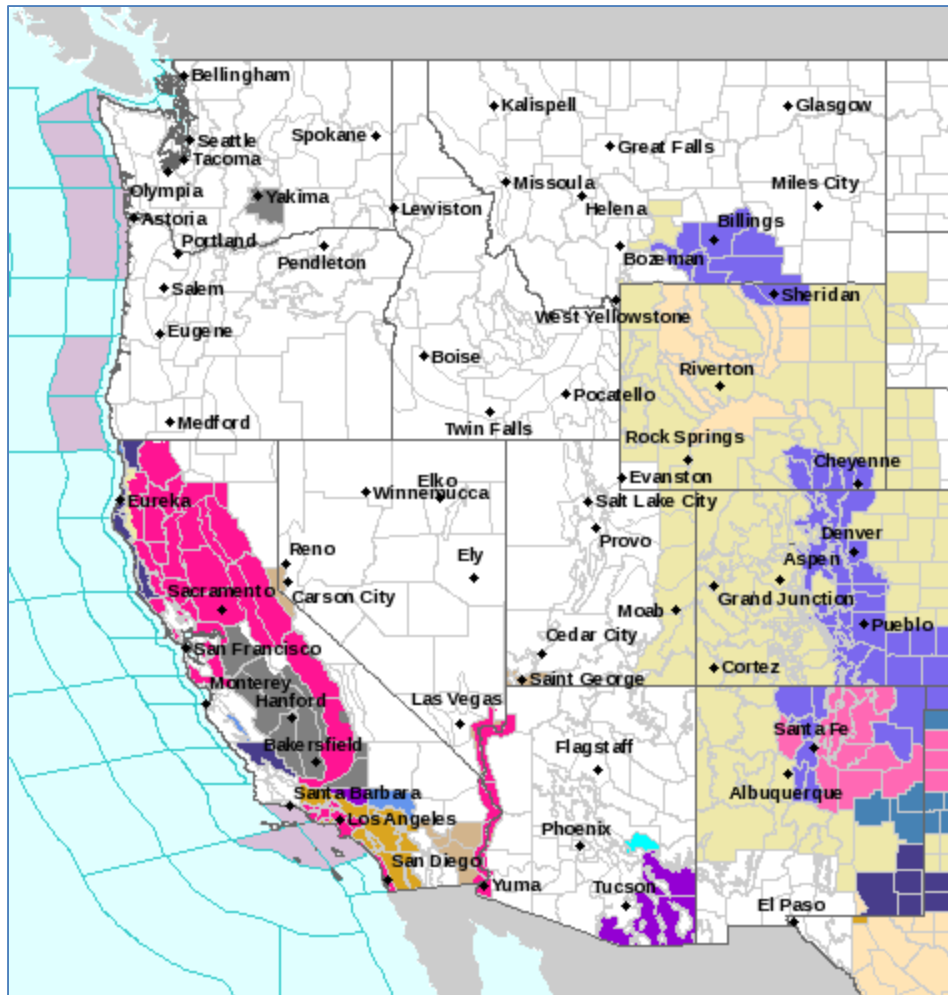 Bellingham
Kalispell
Glasgow
Seattle
Spokane
Great Falls
Tacoma
Olympia
Yakima
Missoula
Miles City
Astoria
Lewiston
Helena
Billings
Portland
Pendleton
Bozeman
Salem
Sheridan
West Yellowstone
Eugene
Boise
Riverton
Pocatello
Medford
Twin Falls
Rock Springs
Cheyenne
Eureka
Elko
Winnemucca
Evanston
Salt Lake City
Denver
Provo
Reno
Ely
Aspen
Sacramento
Carson City
Grand Junction
Moab
Pueblo
San Francisco
Cedar City
Cortez
Monterey
Saint George
Hanford
Las Vegas
Santa Fe
Bakersfield
Flagstaff
Albuquerque
Santa Barbara
Los Angeles
Phoenix
San Diego
Yuma
Tucson
El Paso